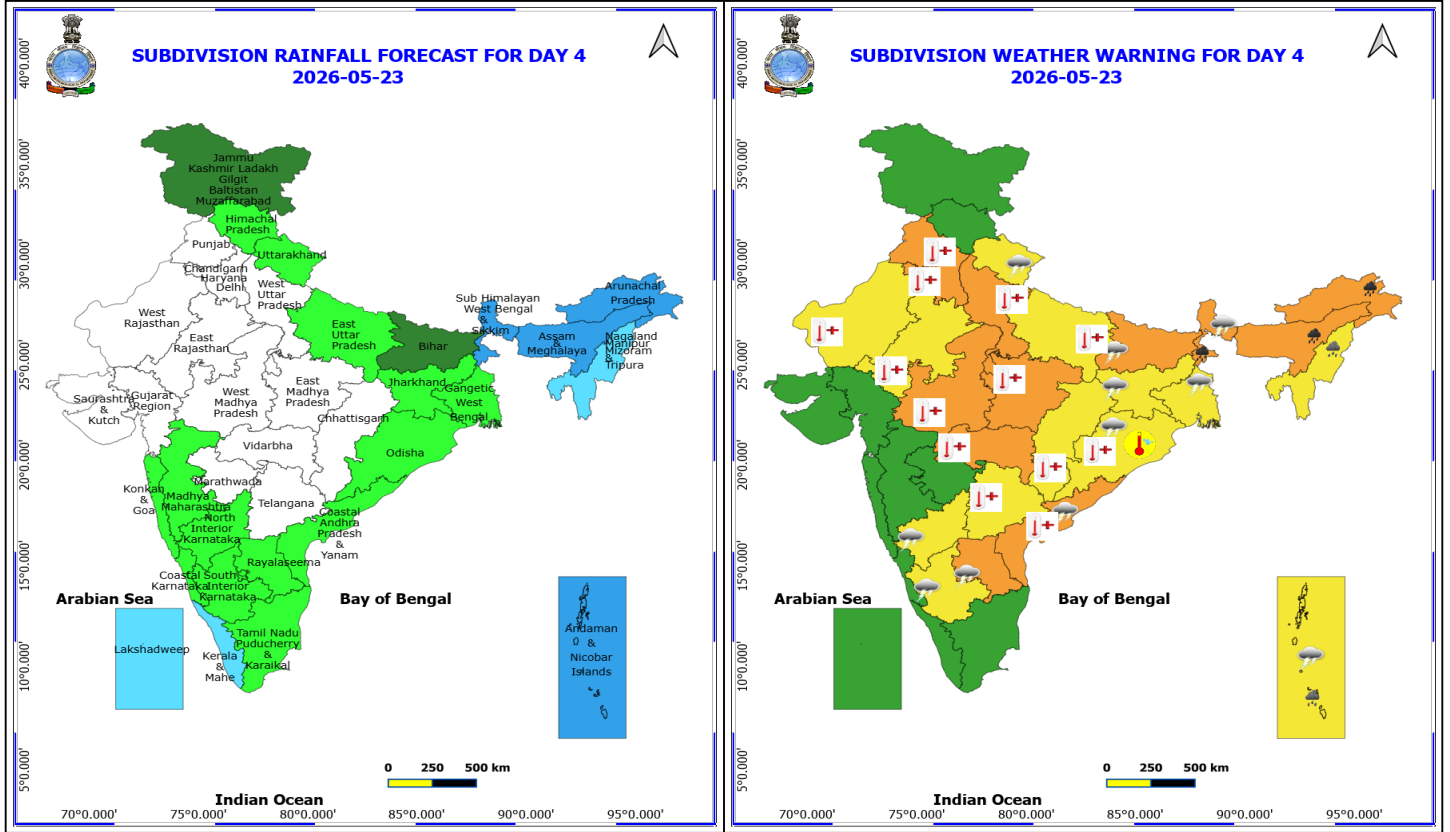 SUBDIVISION RAINFALL FORECAST FOR DAY 4
2026-05-23
40°0.000'
35°0.000'
30°0.000'
25°0.000'
20°0.000'
15°0.000'
10°0.000'
5°0.000'
Jammu
Kashmir Ladakh
Gilgit
Baltistan
Muzaffarabad
Himachal
Pradesh
Punjab
Uttarakhand
Chandigarh
Haryana
Delhi
West
Uttar
Pradesh
West
Rajasthan
East
Rajasthan
East
Uttar
Pradesh
Bihar
Sub Himalayan
West Bengal
&
Sikkim
Arunachal
Pradesh
Assam
&
Meghalaya
Nagaland
Manipur
Mizoram
&
Tripura
Jharkhand
Gangetic
West
Bengal
Saurashtra
&
Kutch
Gujarat
Region
West
Madhya
Pradesh
East
Madhya
Pradesh
Chhattisgarh
Vidarbha
Odisha
Marathwada
Telangana
Konkan
&
Goa
Madhya
Maharashtra
North
Interior
Karnataka
Coastal
Andhra
Pradesh
&
Yanam
Rayalaseema
Coastal
Karnataka
South
Interior
Karnataka
Tamil Nadu
Puducherry
&
Karaikal
Kerala
&
Mahe
Lakshadweep
Andaman
&
Nicobar
Islands
Arabian Sea
Bay of Bengal
0 250 500 km
Indian Ocean
70°0.000' 75°0.000' 80°0.000' 85°0.000' 90°0.000' 95°0.000'
SUBDIVISION WEATHER WARNING FOR DAY 4
2026-05-23
40°0.000'
35°0.000'
30°0.000'
25°0.000'
20°0.000'
15°0.000'
10°0.000'
5°0.000'
Arabian Sea
Bay of Bengal
0 250 500 km
Indian Ocean
70°0.000' 75°0.000' 80°0.000' 85°0.000' 90°0.000' 95°0.000'